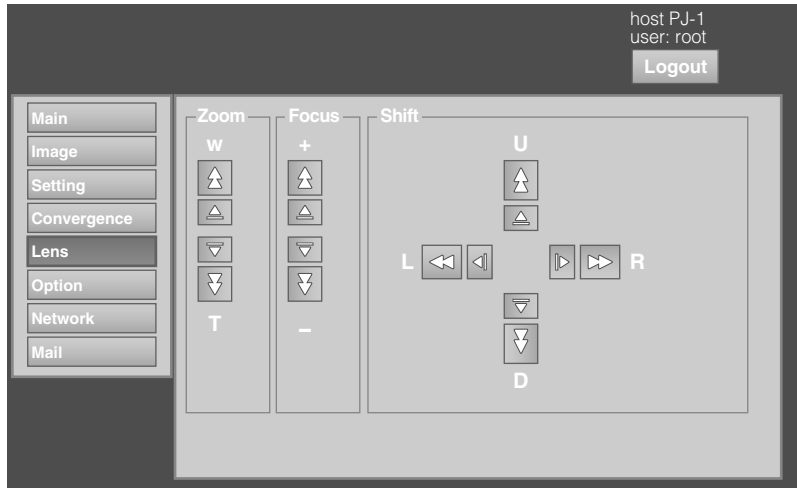 host PJ-1
user: root
Logout
Main
Image
Setting
Convergence
Lens
Option
Network
Mail
Zoom
W
T
Focus
+
–
Shift
U
L
R
D